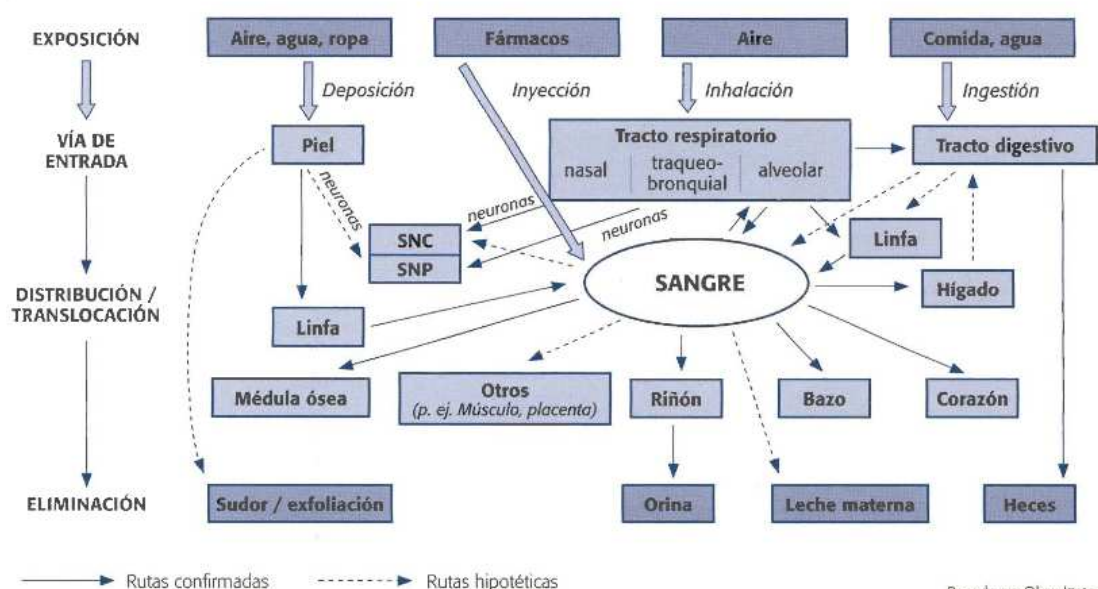 EXPOSICIÓN
Aire, agua, ropa
Fármacos
Aire
Comida, agua
Deposición
Inyección
Inhalación
Ingestión
VÍA DE
ENTRADA
Piel
Tracto respiratorio
nasal
traqueo-
bronquial
alveolar
Tracto digestivo
neuronas
neuronas
neuronas
SNC
SNP
Linfa
SANGRE
Hígado
DISTRIBUCIÓN /
TRANSLOCACIÓN
Linfa
Médula ósea
Otros
(p. ej. Músculo, placenta)
Riñón
Bazo
Corazón
ELIMINACIÓN
Sudor / exfoliación
Orina
Leche materna
Heces
Rutas confirmadas
Rutas hipotéticas